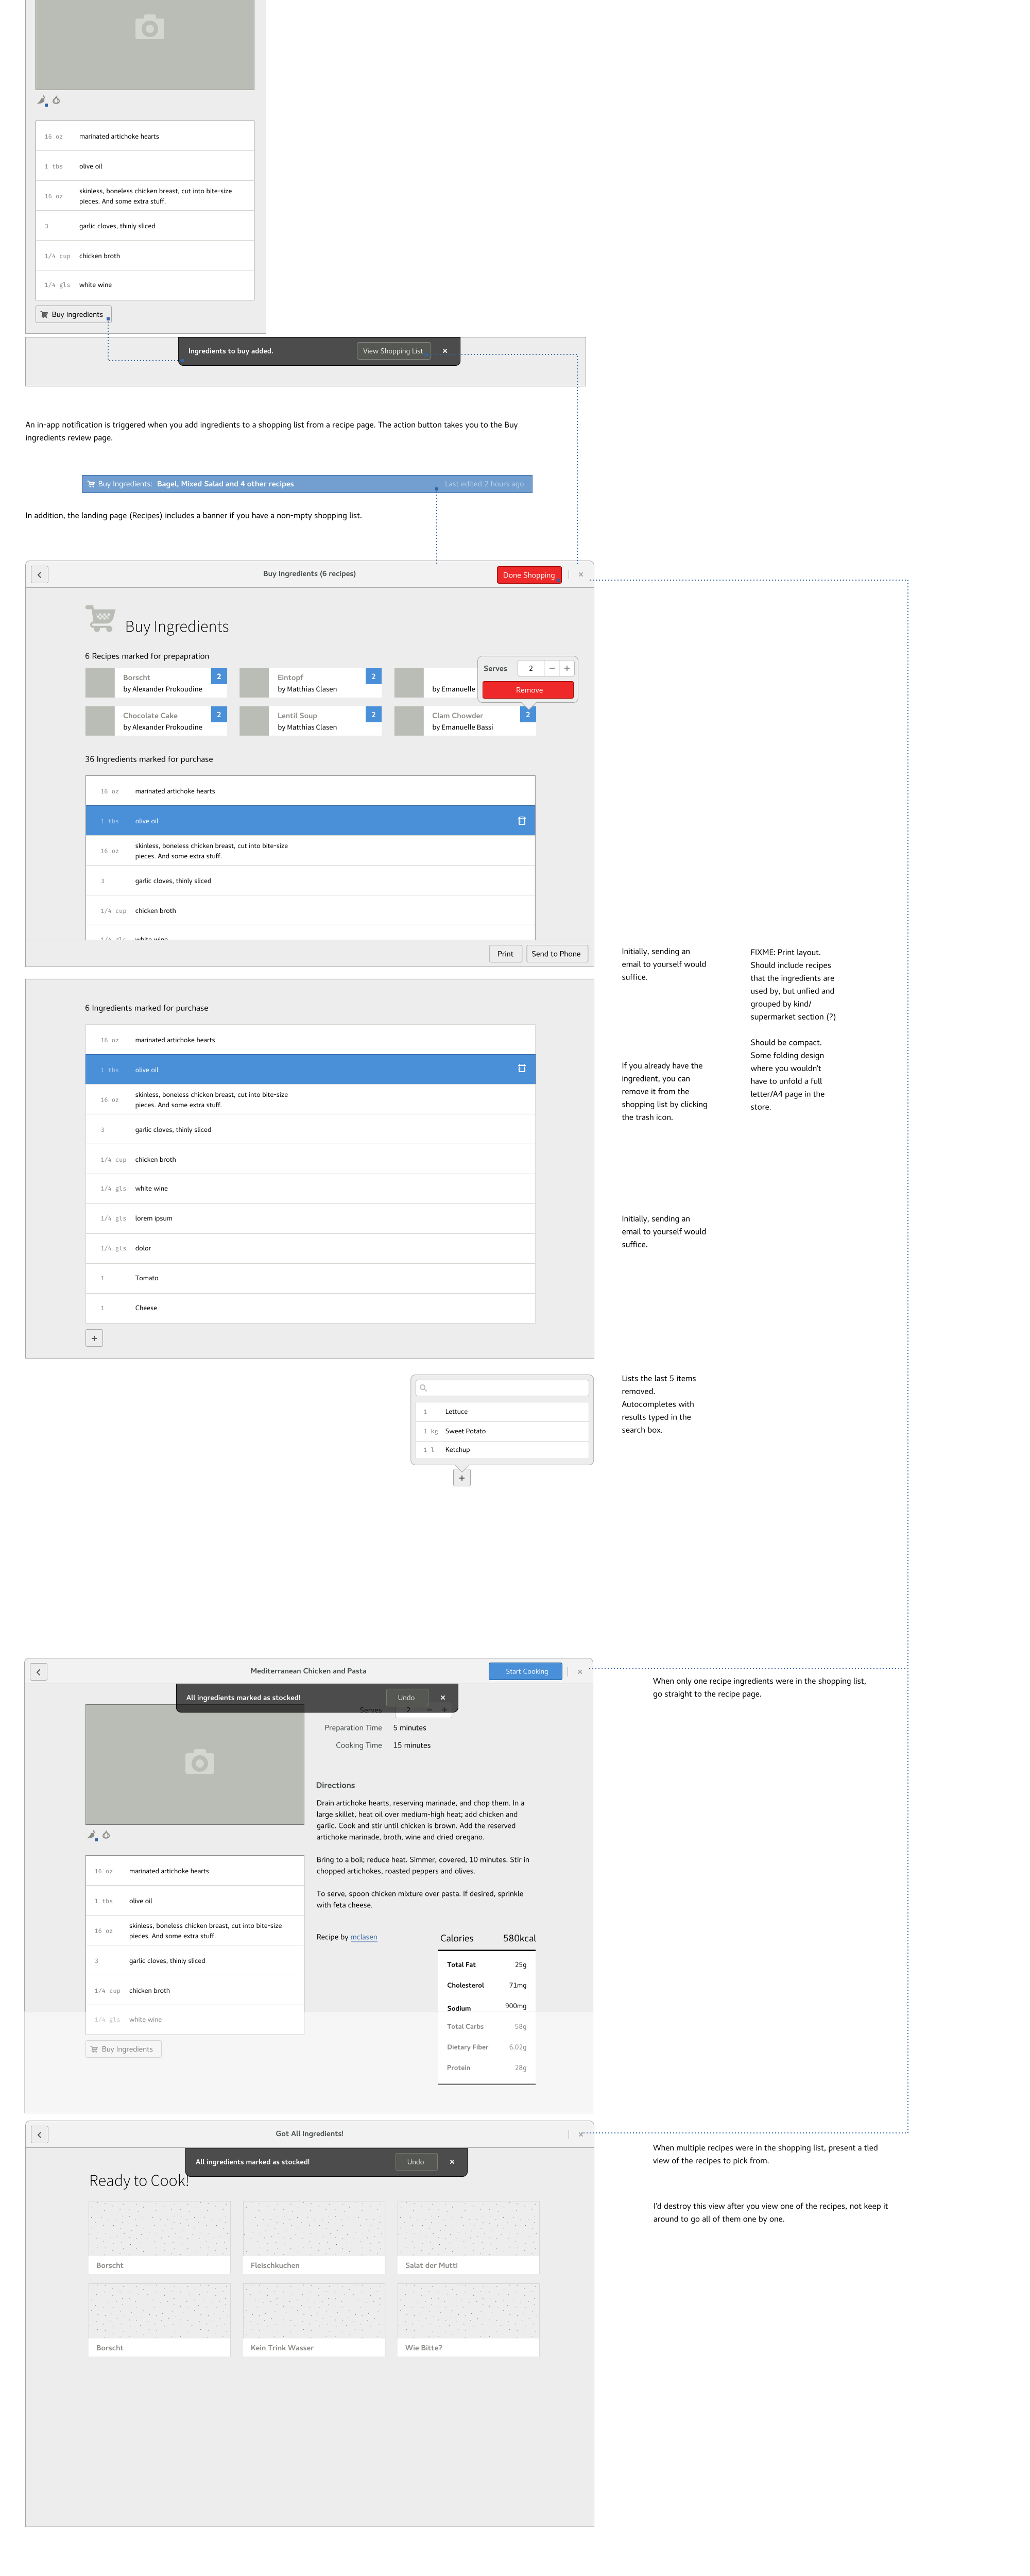 16 oz marinated artichoke hearts
1 tbs olive oil
16 oz skinless, boneless chicken breast, cut into bite-size
pieces. And some extra stuff.
3 garlic cloves, thinly sliced
1/4 cup chicken broth
1/4 gls white wine
Buy Ingredients
Ingredients to buy added. View Shopping List
An in-app notification is triggered when you add ingredients to a shopping list from a recipe page. The action button takes you to the Buy
ingredients review page.
Buy Ingredients: Bagel, Mixed Salad and 4 other recipes Last edited 2 hours ago
In addition, the landing page (Recipes) includes a banner if you have a non-mpty shopping list.
Buy Ingredients (6 recipes) Done Shopping
Buy Ingredients
6 Recipes marked for prepapration
Serves 2
Remove
Borscht 2
by Alexander Prokoudine
Eintopf 2
by Matthias Clasen
by Emanuelle
Chocolate Cake 2
by Alexander Prokoudine
Lentil Soup 2
by Matthias Clasen
Clam Chowder 2
by Emanuelle Bassi
36 Ingredients marked for purchase
16 oz marinated artichoke hearts
1 tbs olive oil
16 oz skinless, boneless chicken breast, cut into bite-size
pieces. And some extra stuff.
3 garlic cloves, thinly sliced
1/4 cup chicken broth
1/4 gls white wine
Print Send to Phone
Initially, sending an
email to yourself would
suffice.
FIXME: Print layout.
Should include recipes
that the ingredients are
used by, but unfied and
grouped by kind/
supermarket section (?)
Should be compact.
Some folding design
where you wouldn't
have to unfold a full
letter/A4 page in the
store.
6 Ingredients marked for purchase
16 oz marinated artichoke hearts
1 tbs olive oil
16 oz skinless, boneless chicken breast, cut into bite-size
pieces. And some extra stuff.
3 garlic cloves, thinly sliced
1/4 cup chicken broth
1/4 gls white wine
1/4 gls lorem ipsum
1/4 gls dolor
1 Tomato
1 Cheese
If you already have the
ingredient, you can
remove it from the
shopping list by clicking
the trash icon.
Initially, sending an
email to yourself would
suffice.
1 Lettuce
1 kg Sweet Potato
1 l Ketchup
Lists the last 5 items
removed.
Autocompletes with
results typed in the
search box.
Mediterranean Chicken and Pasta Start Cooking
All ingredients marked as stocked! Undo
Serves 2
Preparation Time 5 minutes
Cooking Time 15 minutes
Directions
Drain artichoke hearts, reserving marinade, and chop them. In a
large skillet, heat oil over medium-high heat; add chicken and
garlic. Cook and stir until chicken is brown. Add the reserved
artichoke marinade, broth, wine and dried oregano.
Bring to a boil; reduce heat. Simmer, covered, 10 minutes. Stir in
chopped artichokes, roasted peppers and olives.
To serve, spoon chicken mixture over pasta. If desired, sprinkle
with feta cheese.
Recipe by mclasen
16 oz marinated artichoke hearts
1 tbs olive oil
16 oz skinless, boneless chicken breast, cut into bite-size
pieces. And some extra stuff.
3 garlic cloves, thinly sliced
1/4 cup chicken broth
1/4 gls white wine
Buy Ingredients
Calories 580kcal
Total Fat 25g
Cholesterol 71mg
Sodium 900mg
Total Carbs 58g
Dietary Fiber 6.02g
Protein 28g
When only one recipe ingredients were in the shopping list,
go straight to the recipe page.
Got All Ingredients!
All ingredients marked as stocked! Undo
Ready to Cook!
Borscht Fleischkuchen Salat der Mutti
Borscht Kein Trink Wasser Wie Bitte?
When multiple recipes were in the shopping list, present a tled
view of the recipes to pick from.
I'd destroy this view after you view one of the recipes, not keep it
around to go all of them one by one.